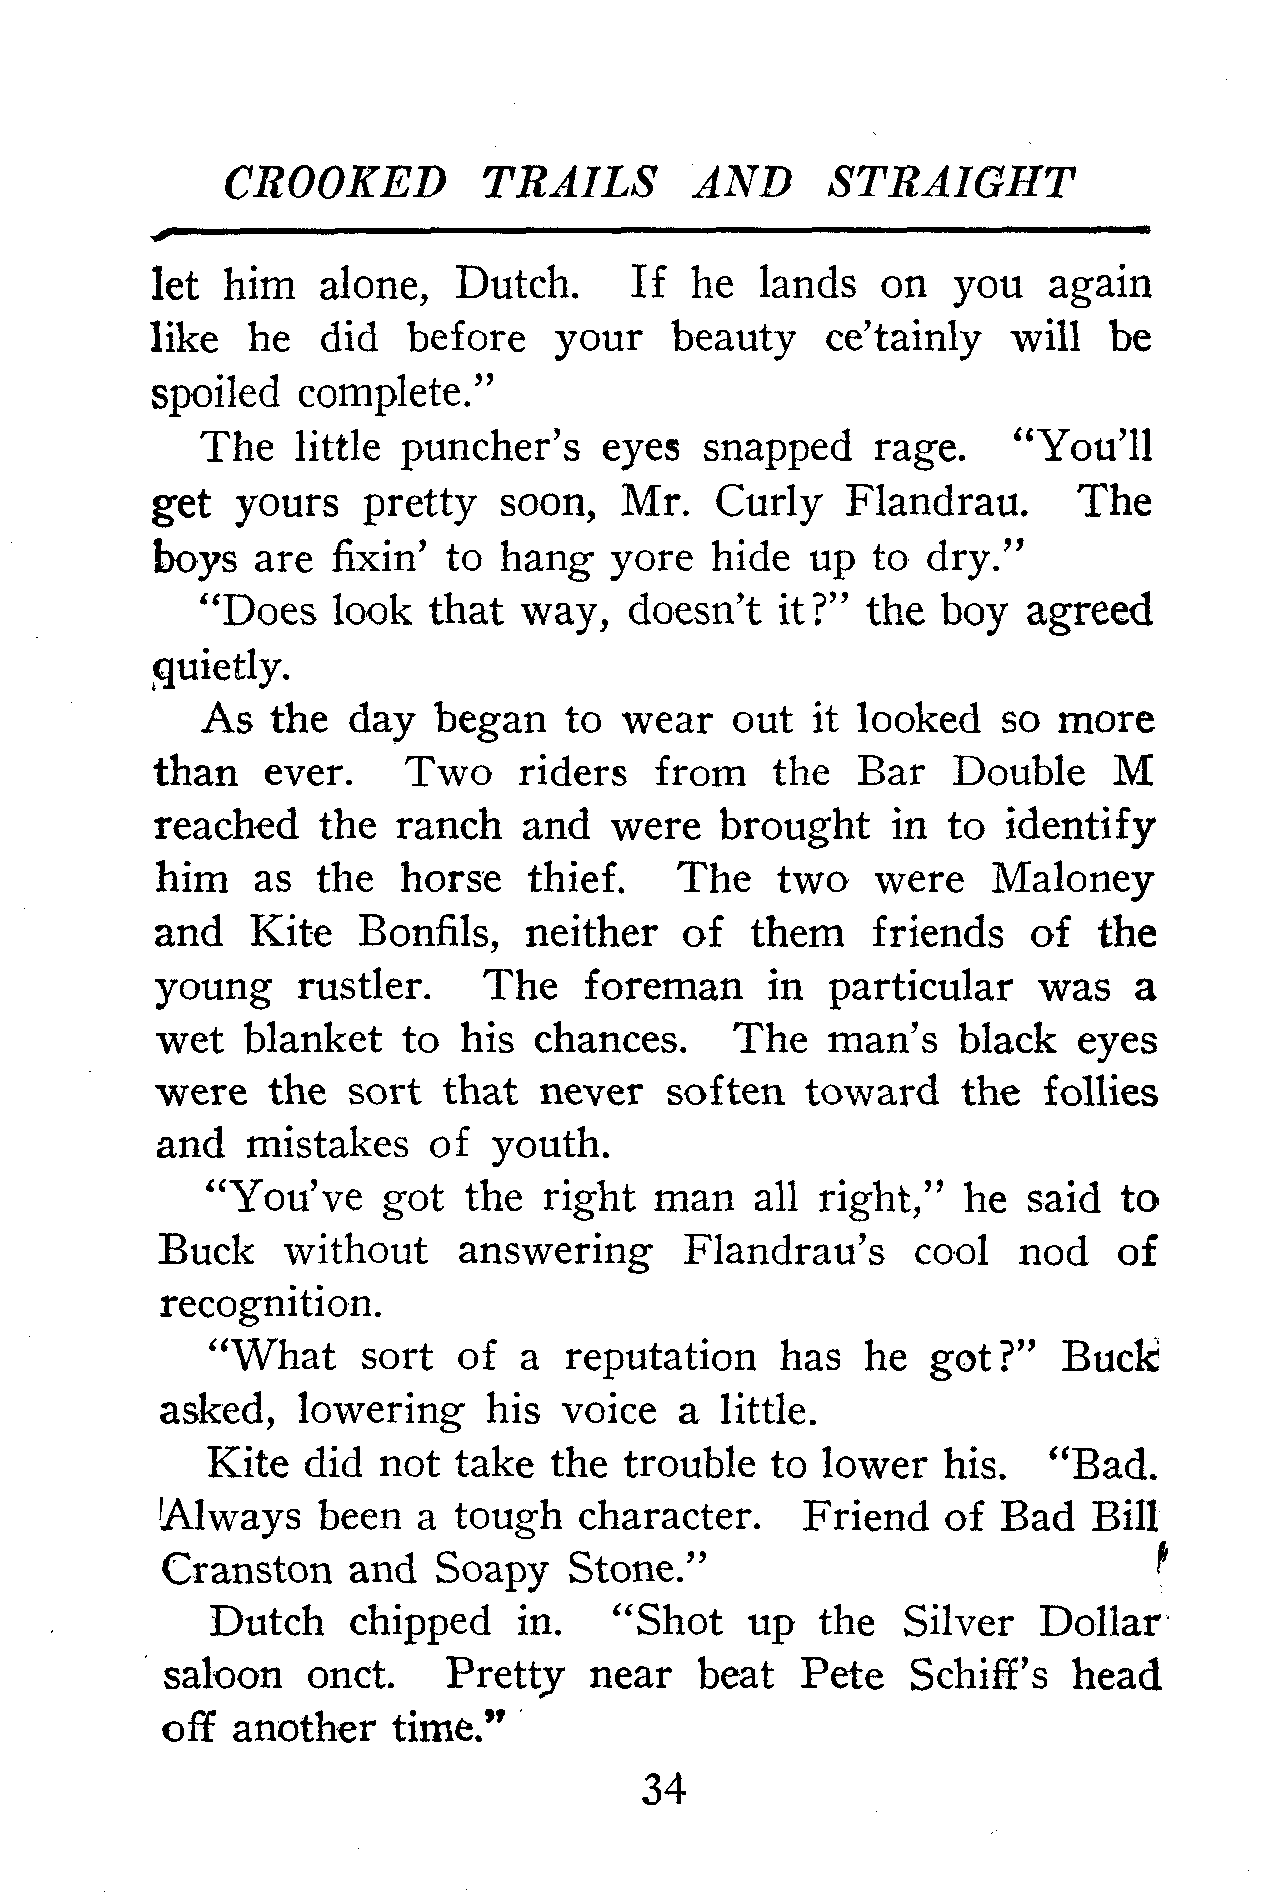 CROOKED TRAILS AND STRAIGHT
let him alone, Dutch. If he lands on you again
like he did before your beauty ce'tainly will be
spoiled complete."
The little puncher's eyes snapped rage. "You'll
get yours pretty soon, Mr. Curly Flandrau. The
boys are fixin' to hang yore hide up to dry."
"Does look that way, doesn't it?" the boy agreed
quietly.
As the day began to wear out it looked so more
than ever. Two riders from the Bar Double M
reached the ranch and were brought in to identify
him as the horse thief. The two were Maloney
and Kite Bonfils, neither of them friends of the
young rustler. The foreman in particular was a
wet blanket to his chances. The man's black eyes
were the sort that never soften toward the follies
and mistakes of youth.
"You've got the right man all right," he said to
Buck without answering Flandrau's cool nod of
recognition.
"What sort of a reputation has he got?" Buck
asked, lowering his voice a little.
Kite did not take the trouble to lower his. "Bad.
Always been a tough character. Friend of Bad Bill
Cranston and Soapy Stone."
Dutch chipped in. "Shot up the Silver Dollar
saloon onct. Pretty near beat Pete Schiff's head
off another time."
34